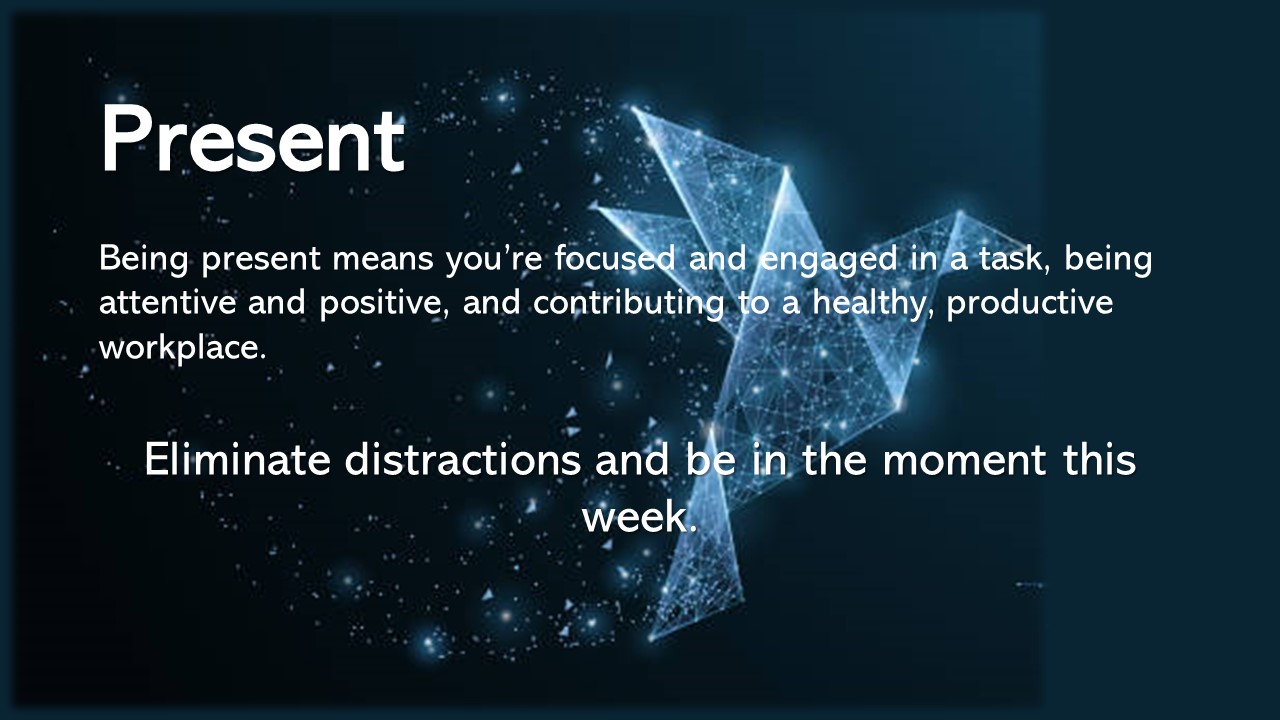 Present
Being present means you’re focused and engaged in a task, being
attentive and positive, and contributing to a healthy, productive
workplace.
Eliminate distractions and be in the moment this
week.